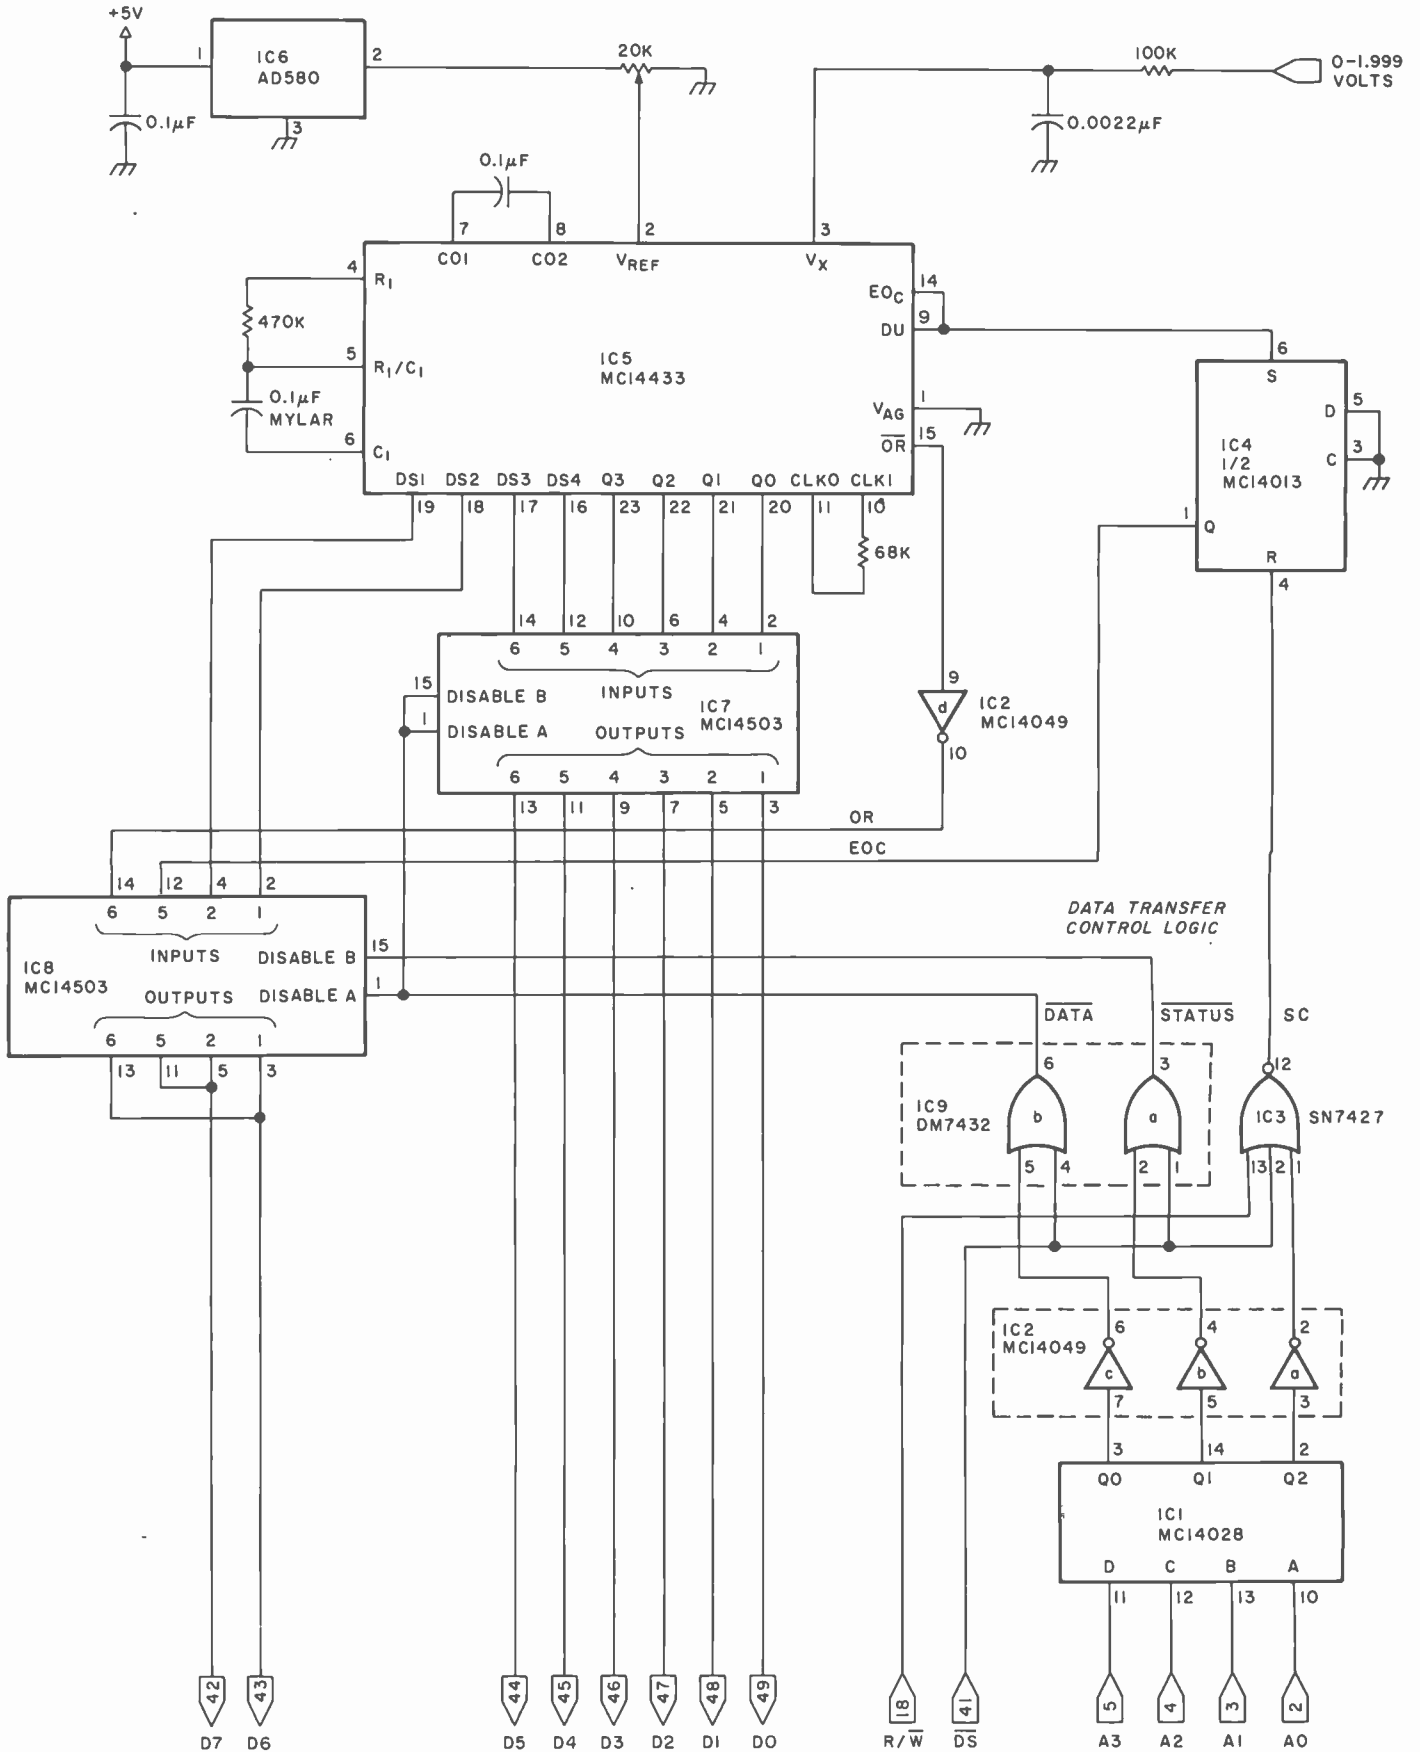 +5V
1
IC6
AD580
2
3
0.1µF
20K
100K
0-1.999
VOLTS
0.0022µF
0.1µF
7
8
2
3
CO1
CO2
VREF
VX
4
R1
470K
5
R1/C1
0.1µF
MYLAR
6
C1
IC5
MC14433
EOC
14
DU
9
VAG
1
OR
15
DS1
DS2
DS3
DS4
Q3
Q2
Q1
Q0
CLKO
CLKI
19
18
17
16
23
22
21
20
11
10
68K
6
S
D
5
IC4
1/2
MC14013
C
3
1
Q
R
4
14
12
10
6
4
2
6
5
4
3
2
1
INPUTS
15
DISABLE B
1
DISABLE A
IC7
MC14503
OUTPUTS
6
5
4
3
2
1
13
11
9
7
5
3
9
d
IC2
MC14049
10
OR
EOC
14
12
4
2
6
5
2
1
INPUTS
DISABLE B
15
IC8
MC14503
OUTPUTS
DISABLE A
1
6
5
2
1
13
11
5
3
DATA TRANSFER
CONTROL LOGIC
DATA
STATUS
SC
6
3
12
IC9
DM7432
b
a
IC3
SN7427
5
4
2
1
13
2
1
IC2
MC14049
6
4
2
c
b
a
7
5
3
3
14
2
Q0
Q1
Q2
IC1
MC14028
D
C
B
A
11
12
13
10
42
43
44
45
46
47
48
49
18
41
5
4
3
2
D7
D6
D5
D4
D3
D2
D1
D0
R/W
DS
A3
A2
A1
A0